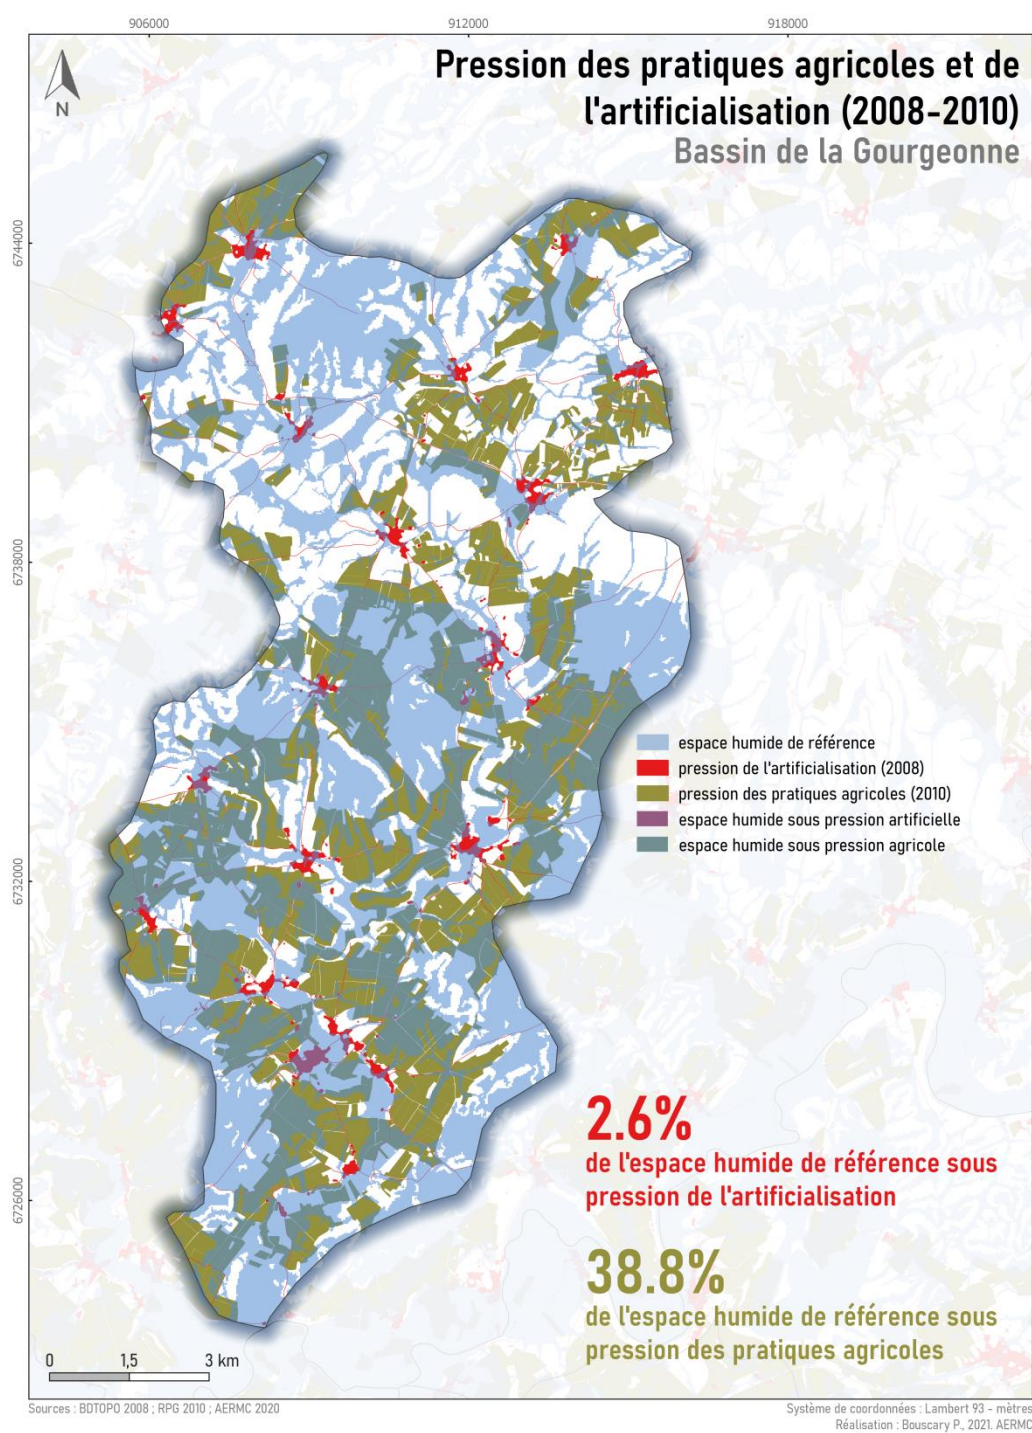 906000
912000
918000
Pression des pratiques agricoles et de
l'artificialisation (2008-2010)
Bassin de la Gourgeonne
N
6744000
6738000
6732000
6726000
espace humide de référence
pression de l'artificialisation (2008)
pression des pratiques agricoles (2010)
espace humide sous pression artificielle
espace humide sous pression agricole
2.6%
de l'espace humide de référence sous
pression de l'artificialisation
38.8%
de l'espace humide de référence sous
pression des pratiques agricoles
0 1,5 3 km
Sources : BDTOPO 2008 ; RPG 2010 ; AERMC 2020
Système de coordonnées : Lambert 93 - mètres
Réalisation : Bouscary P., 2021. AERMC